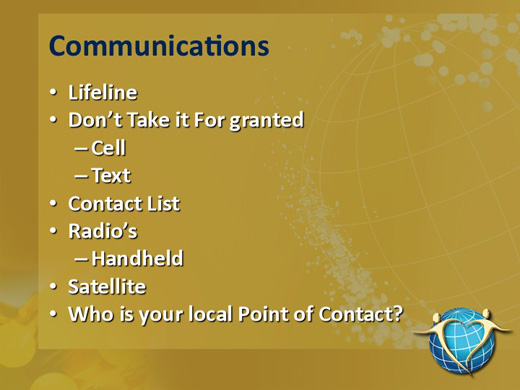 Communications
• Lifeline
• Don't Take it For granted
– Cell
– Text
• Contact List
• Radio's
– Handheld
• Satellite
• Who is your local Point of Contact?